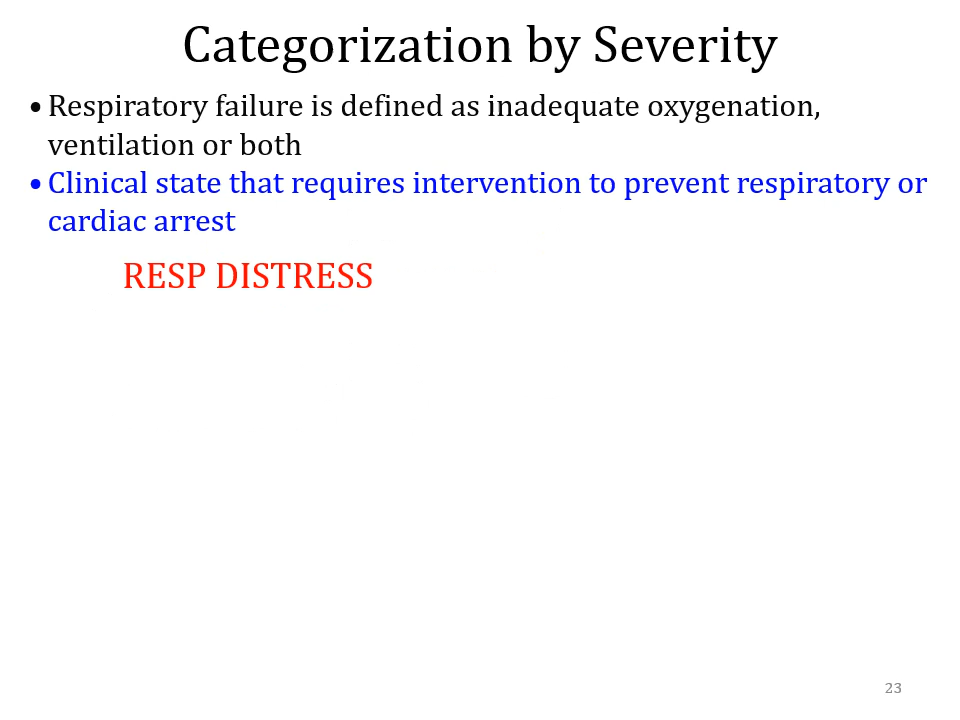 Categorization by Severity
• Respiratory failure is defined as inadequate oxygenation,
ventilation or both
• Clinical state that requires intervention to prevent respiratory or
cardiac arrest
RESP DISTRESS
23